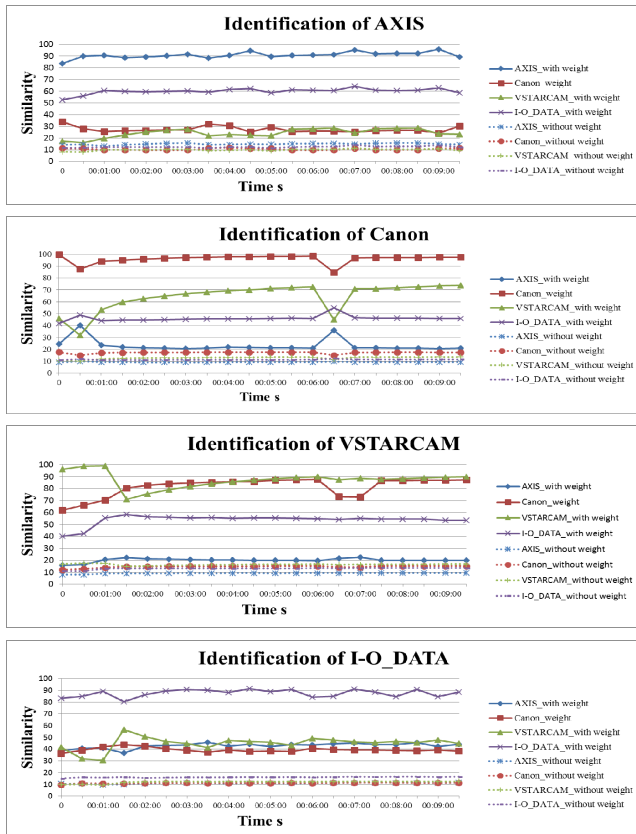 Identification of AXIS
Similarity
100
90
80
70
60
50
40
30
20
10
0
0 00:01:00 00:02:00 00:03:00 00:04:00 00:05:00 00:06:00 00:07:00 00:08:00 00:09:00
Time s
AXIS_with weight
Canon_weight
VSTARCAM_with weight
I-O_DATA_with weight
AXIS_without weight
Canon_without weight
VSTARCAM_without weight
I-O_DATA_without weight
Identification of Canon
Similarity
100
90
80
70
60
50
40
30
20
10
0
0 00:01:00 00:02:00 00:03:00 00:04:00 00:05:00 00:06:00 00:07:00 00:08:00 00:09:00
Time s
AXIS_with weight
Canon_weight
VSTARCAM_with weight
I-O_DATA_with weight
AXIS_without weight
Canon_without weight
VSTARCAM_without weight
I-O_DATA_without weight
Identification of VSTARCAM
Similarity
100
90
80
70
60
50
40
30
20
10
0
0 00:01:00 00:02:00 00:03:00 00:04:00 00:05:00 00:06:00 00:07:00 00:08:00 00:09:00
Time s
AXIS_with weight
Canon_weight
VSTARCAM_with weight
I-O_DATA_with weight
AXIS_without weight
Canon_without weight
VSTARCAM_without weight
I-O_DATA_without weight
Identification of I-O_DATA
Similarity
100
90
80
70
60
50
40
30
20
10
0
0 00:01:00 00:02:00 00:03:00 00:04:00 00:05:00 00:06:00 00:07:00 00:08:00 00:09:00
Time s
AXIS_with weight
Canon_weight
VSTARCAM_with weight
I-O_DATA_with weight
AXIS_without weight
Canon_without weight
VSTARCAM_without weight
I-O_DATA_without weight